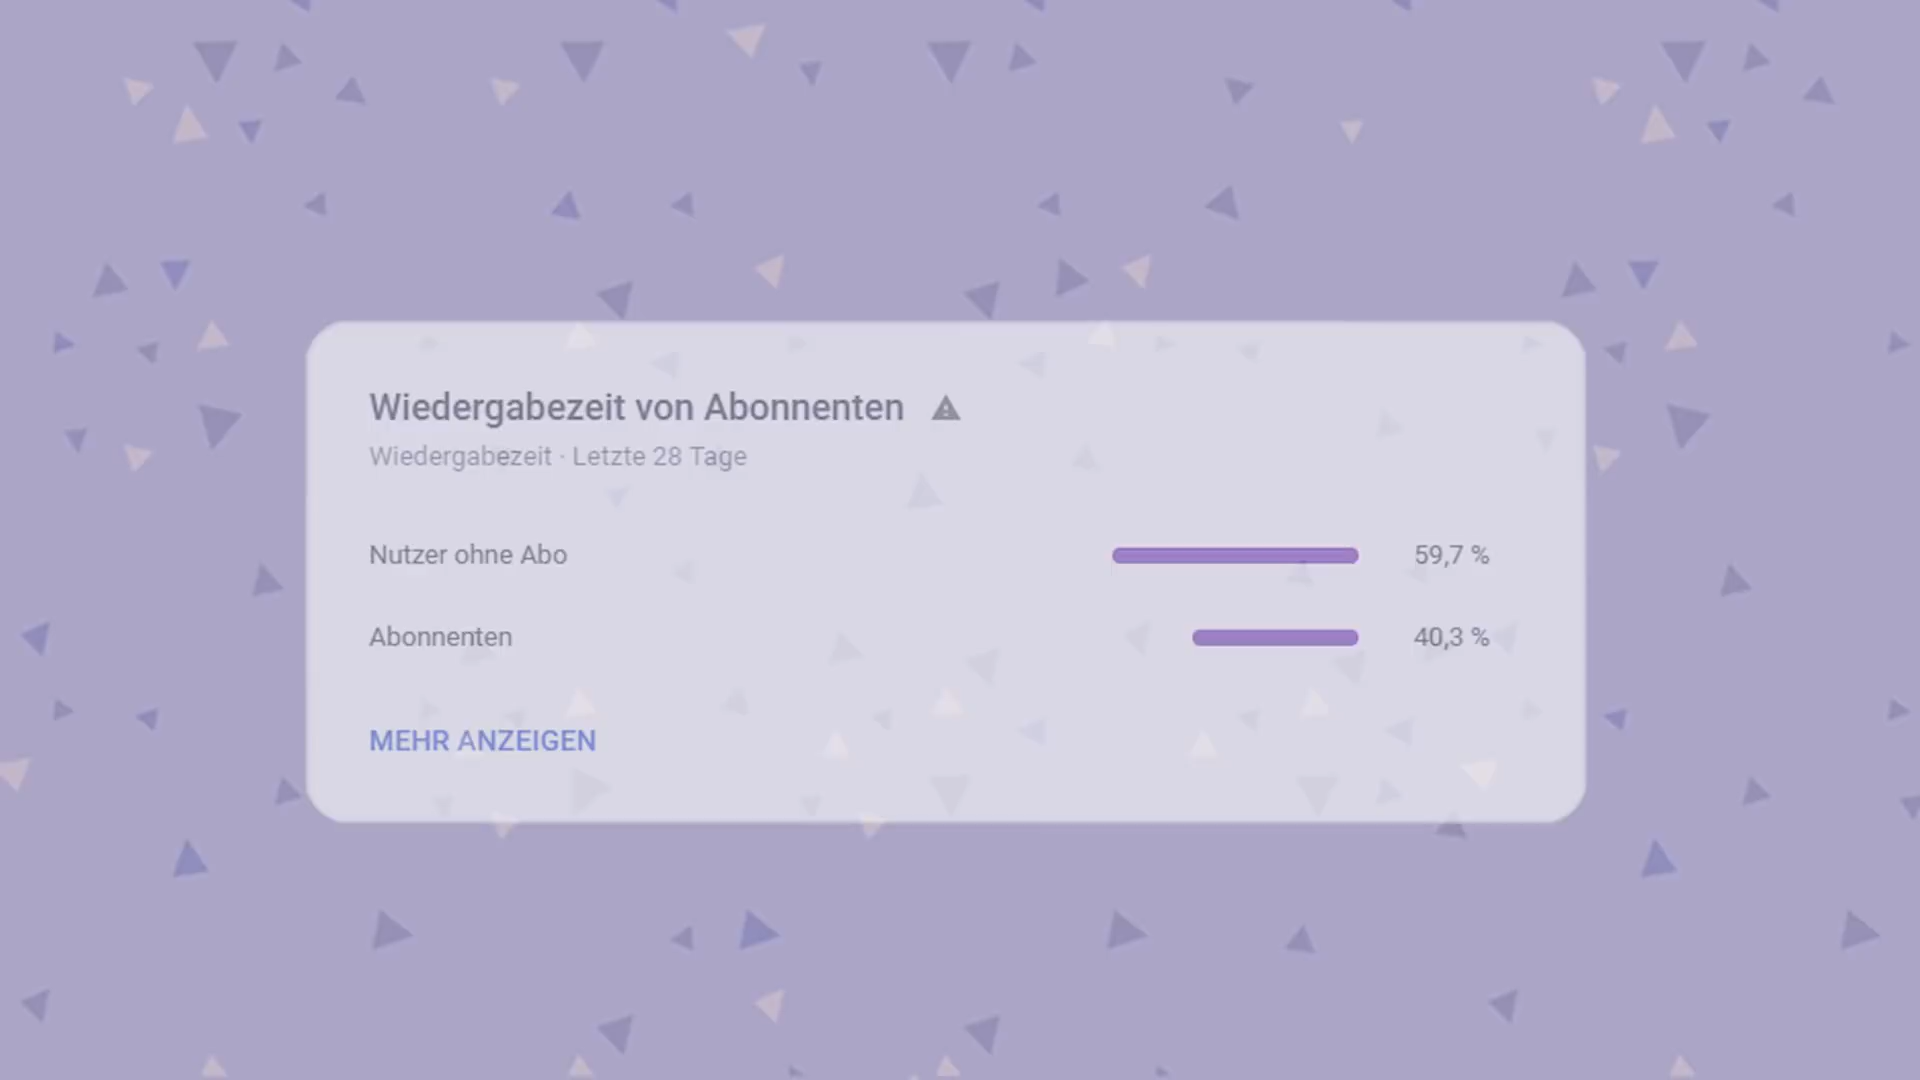 Wiedergabezeit von Abonnenten
Wiedergabezeit · Letzte 28 Tage
Nutzer ohne Abo 59,7 %
Abonnenten 40,3 %
MEHR ANZEIGEN